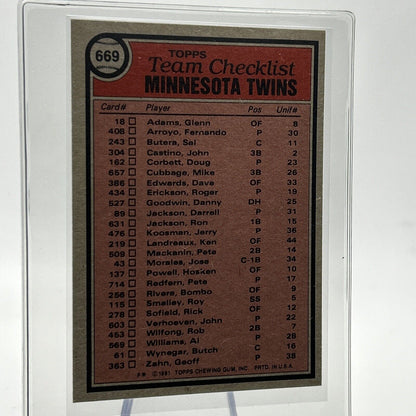 669
TOPPS
Team Checklist
MINNESOTA TWINS
Card# Player Pos Unif#
18 Adams, Glenn OF 8
408 Arroyo, Fernando P 30
243 Butera, Sal C 11
304 Castino, John 3B 2
162 Corbett, Doug P 23
657 Cubbage, Mike 3B 26
386 Edwards, Dave OF 33
434 Erickson, Roger P 19
527 Goodwin, Danny DH 25
89 Jackson, Darrell P 31
631 Jackson, Ron 1B 15
476 Koosman, Jerry P 36
219 Landreaux, Ken OF 44
509 Mackanin, Pete 2B 14
43 Morales, Jose C-1B 34
137 Powell, Hosken OF 10
714 Redfern, Pete P 17
256 Rivera, Bombo OF 9
115 Smalley, Roy SS 5
278 Sofield, Rick OF 12
603 Verhoeven, John P 22
453 Wilfong, Rob 2B 7
569 Williams, Al P 28
61 Wynegar, Butch C 16
363 Zahn, Geoff P 38
© 1981 TOPPS CHEWING GUM, INC. PRTD. IN U.S.A.